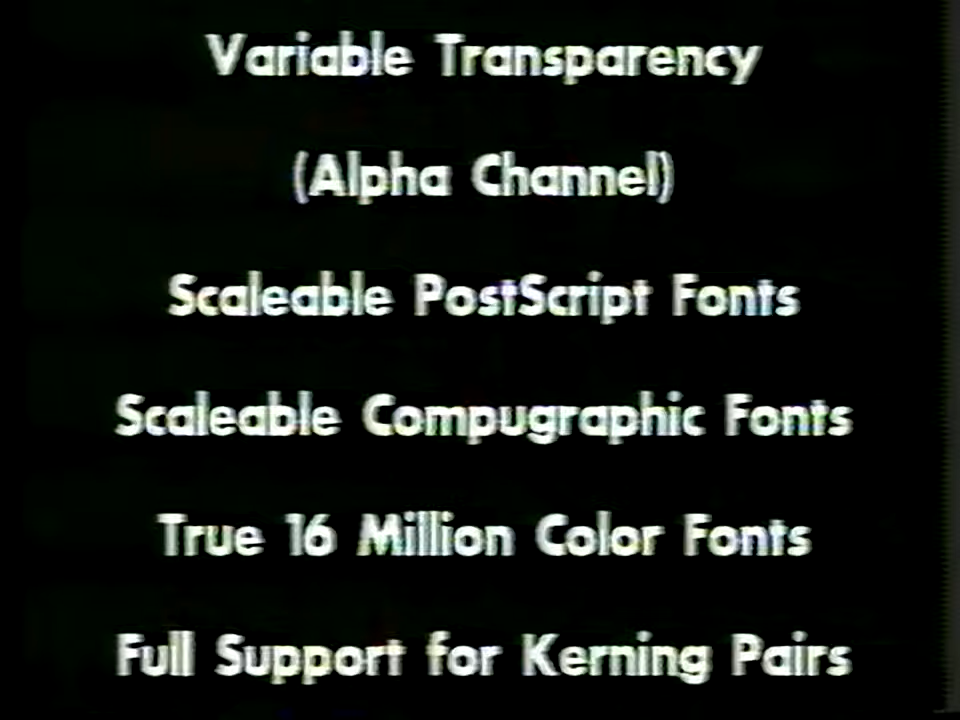 Variable Transparency
(Alpha Channel)
Scaleable PostScript Fonts
Scaleable Compugraphic Fonts
True 16 Million Color Fonts
Full Support for Kerning Pairs